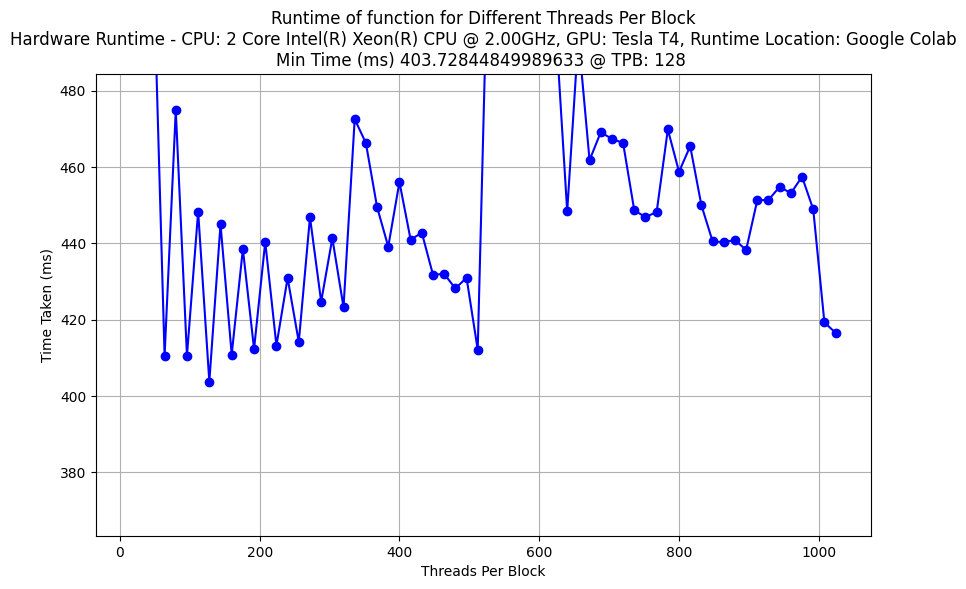 Runtime of function for Different Threads Per Block
Hardware Runtime - CPU: 2 Core Intel(R) Xeon(R) CPU @ 2.00GHz, GPU: Tesla T4, Runtime Location: Google Colab
Min Time (ms) 403.72844849989633 @ TPB: 128
480
460
440
420
400
380
Time Taken (ms)
0 200 400 600 800 1000
Threads Per Block